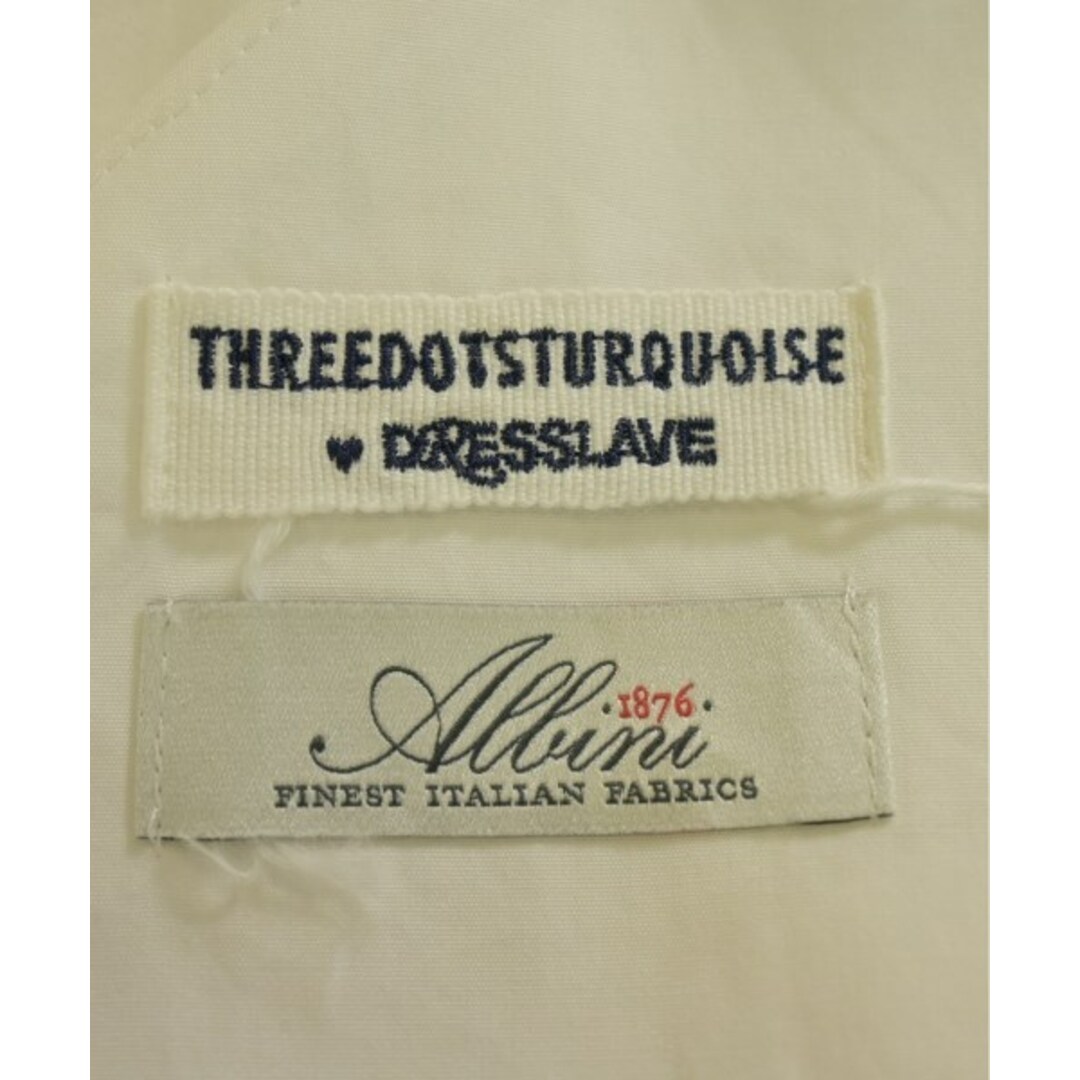 THREEDOTSTURQUOISE
♥ DRESSLAVE
·1876·
Albini
FINEST ITALIAN FABRICS